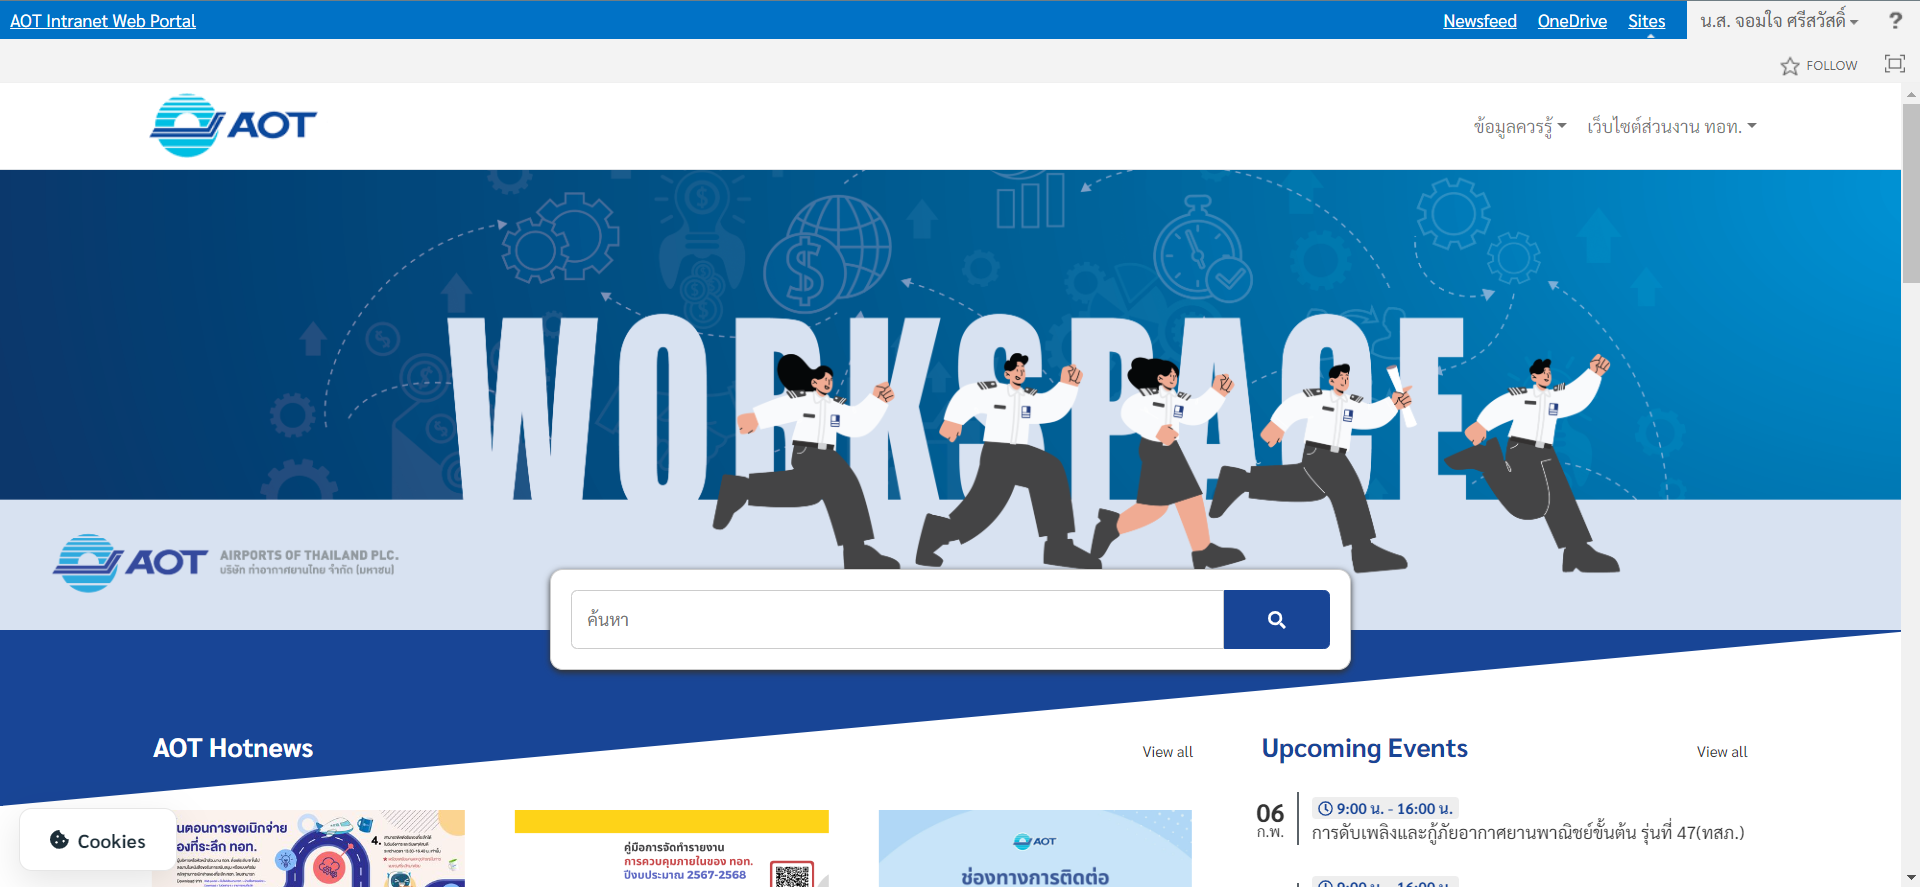 AOT Intranet Web Portal
Newsfeed OneDrive Sites น.ส. จอมใจ ศรีสวัสดิ์ ?
FOLLOW
AOT
ข้อมูลควรรู้ เว็บไซต์ส่วนงาน ทอท.
WORKSPACE
AOT AIRPORTS OF THAILAND PLC.
บริษัท ท่าอากาศยานไทย จำกัด (มหาชน)
ค้นหา
AOT Hotnews
View all
นตอนการขอเบิกจ่าย
องที่ระลึก ทอท.
4.
คู่มือการจัดทำรายงาน
การควบคุมภายในของ ทอท.
ปีงบประมาณ 2567-2568
AOT
ช่องทางการติดต่อ
Upcoming Events
View all
06
ก.พ.
9:00 น. - 16:00 น.
การดับเพลิงและกู้ภัยอากาศยานพาณิชย์ขั้นต้น รุ่นที่ 47(ทสภ.)
9:00 น. - 16:00 น.
Cookies